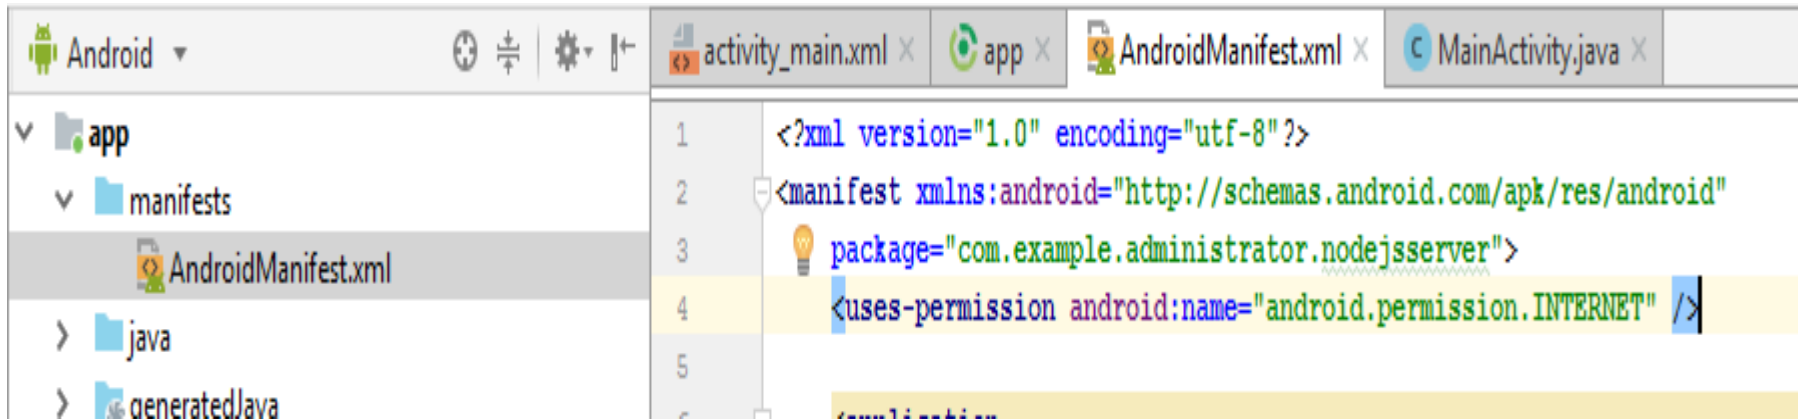 Android
activity_main.xml
app
AndroidManifest.xml
MainActivity.java
app
manifests
AndroidManifest.xml
java
generatedJava
1 <?xml version="1.0" encoding="utf-8"?>
2 <manifest xmlns:android="http://schemas.android.com/apk/res/android"
3 package="com.example.administrator.nodejsserver">
4 <uses-permission android:name="android.permission.INTERNET" />
5
<application